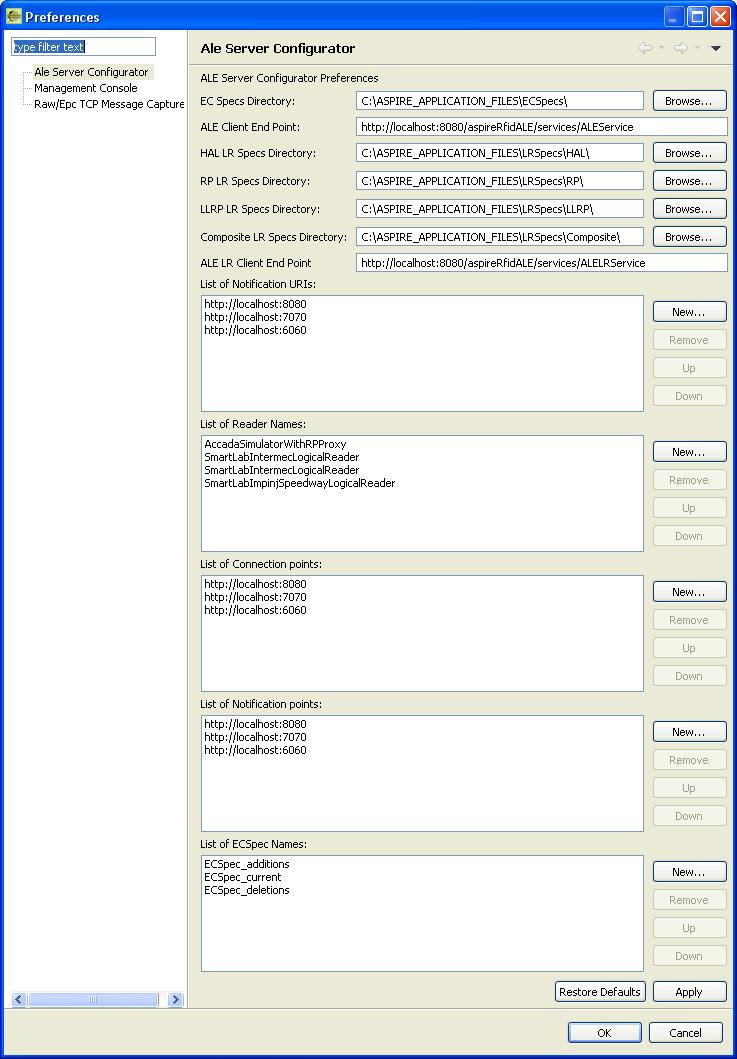 Preferences
type filter text
Ale Server Configurator
Management Console
Raw/Epc TCP Message Capture
Ale Server Configurator
ALE Server Configurator Preferences
EC Specs Directory: C:\ASPIRE_APPLICATION_FILES\ECSpecs\ Browse...
ALE Client End Point: http://localhost:8080/aspireRfidALE/services/ALEService
HAL LR Specs Directory: C:\ASPIRE_APPLICATION_FILES\LRSpecs\HAL\ Browse...
RP LR Specs Directory: C:\ASPIRE_APPLICATION_FILES\LRSpecs\RP\ Browse...
LLRP LR Specs Directory: C:\ASPIRE_APPLICATION_FILES\LRSpecs\LLRP\ Browse...
Composite LR Specs Directory: C:\ASPIRE_APPLICATION_FILES\LRSpecs\Composite\ Browse...
ALE LR Client End Point http://localhost:8080/aspireRfidALE/services/ALELRService
List of Notification URIs:
http://localhost:8080
http://localhost:7070
http://localhost:6060
New...
Remove
Up
Down
List of Reader Names:
AccadaSimulatorWithRPProxy
SmartLabIntermecLogicalReader
SmartLabIntermecLogicalReader
SmartLabImpinjSpeedwayLogicalReader
New...
Remove
Up
Down
List of Connection points:
http://localhost:8080
http://localhost:7070
http://localhost:6060
New...
Remove
Up
Down
List of Notification points:
http://localhost:8080
http://localhost:7070
http://localhost:6060
New...
Remove
Up
Down
List of ECSpec Names:
ECSpec_additions
ECSpec_current
ECSpec_deletions
New...
Remove
Up
Down
Restore Defaults Apply
OK Cancel